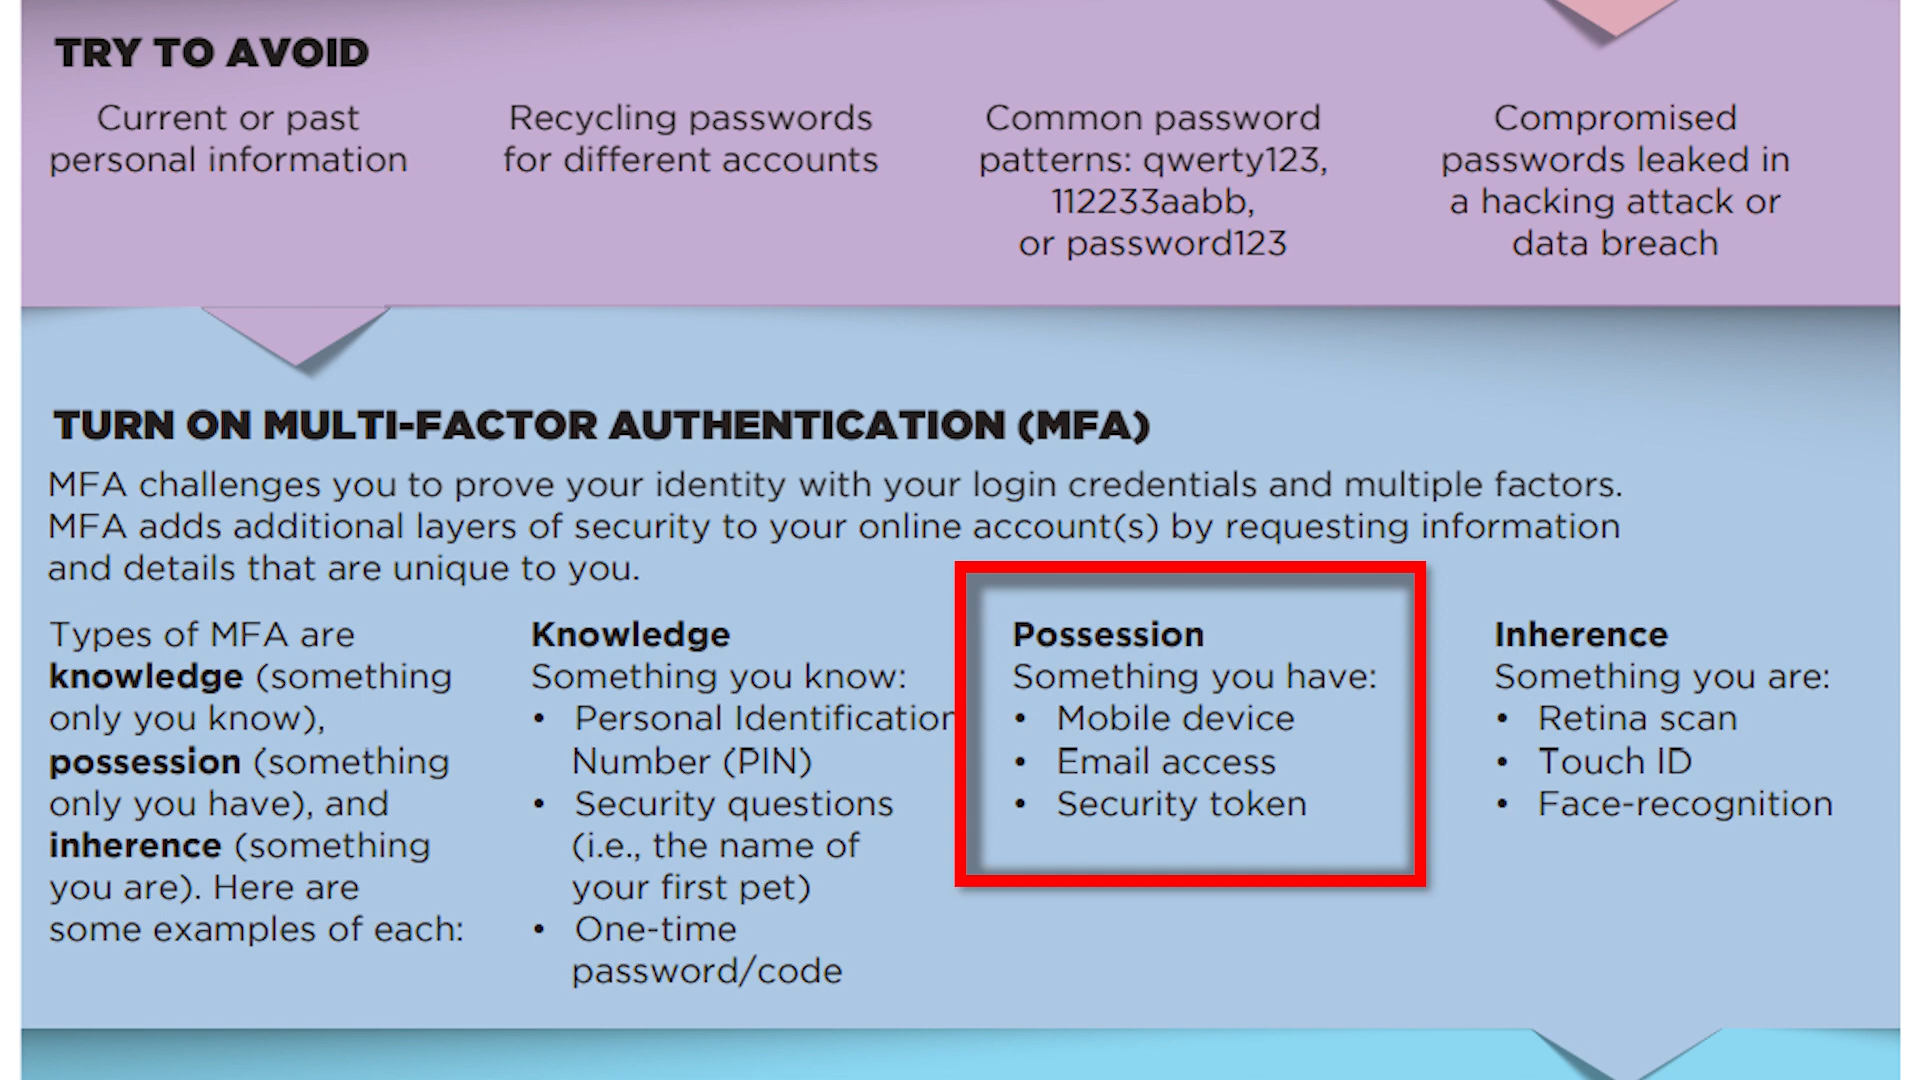 TRY TO AVOID
Current or past
personal information
Recycling passwords
for different accounts
Common password
patterns: qwerty123,
112233aabb,
or password123
Compromised
passwords leaked in
a hacking attack or
data breach
TURN ON MULTI-FACTOR AUTHENTICATION (MFA)
MFA challenges you to prove your identity with your login credentials and multiple factors.
MFA adds additional layers of security to your online account(s) by requesting information
and details that are unique to you.
Types of MFA are
knowledge (something
only you know),
possession (something
only you have), and
inherence (something
you are). Here are
some examples of each:
Knowledge
Something you know:
• Personal Identification
Number (PIN)
• Security questions
(i.e., the name of
your first pet)
• One-time
password/code
Possession
Something you have:
• Mobile device
• Email access
• Security token
Inherence
Something you are:
• Retina scan
• Touch ID
• Face-recognition